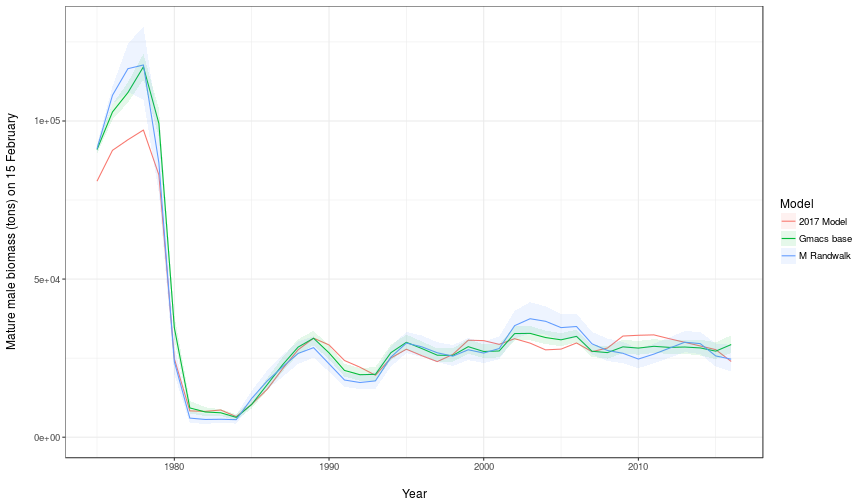 Mature male biomass (tons) on 15 February
1e+05
5e+04
0e+00
1980
1990
2000
2010
Year
Model
2017 Model
Gmacs base
M Randwalk